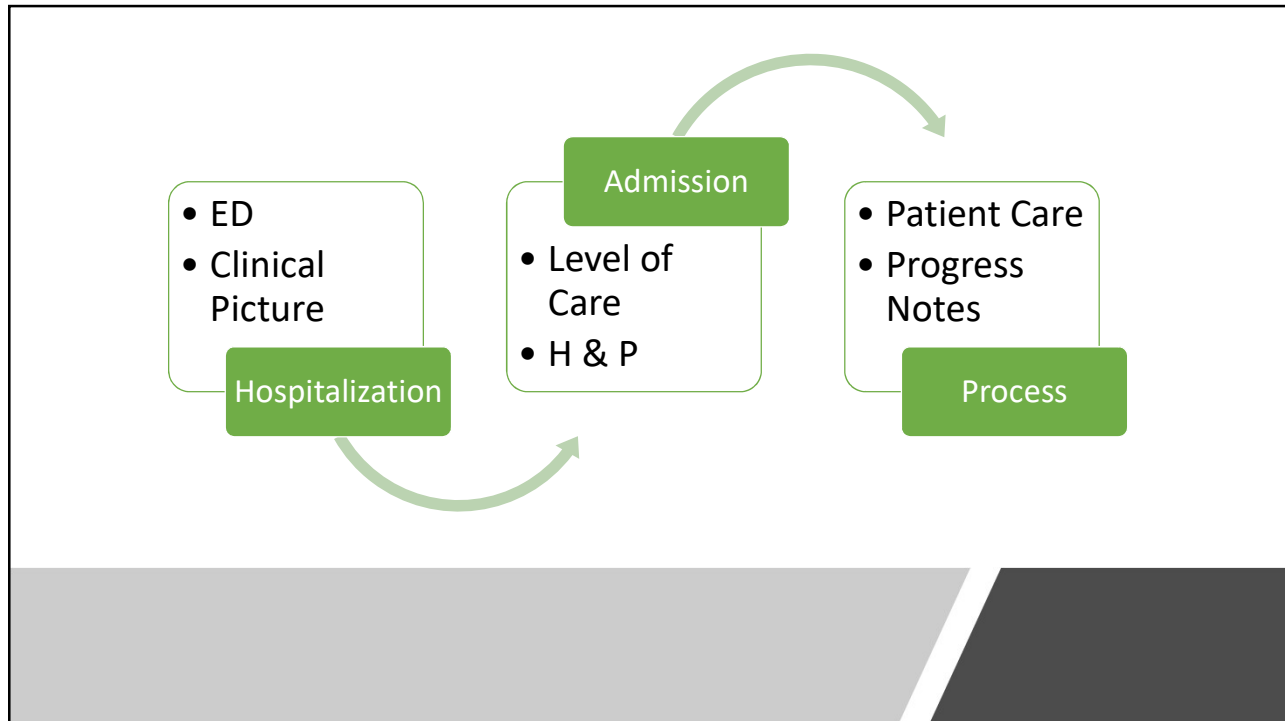 • ED
• Clinical
Picture
Hospitalization
Admission
• Level of
Care
• H & P
• Patient Care
• Progress
Notes
Process